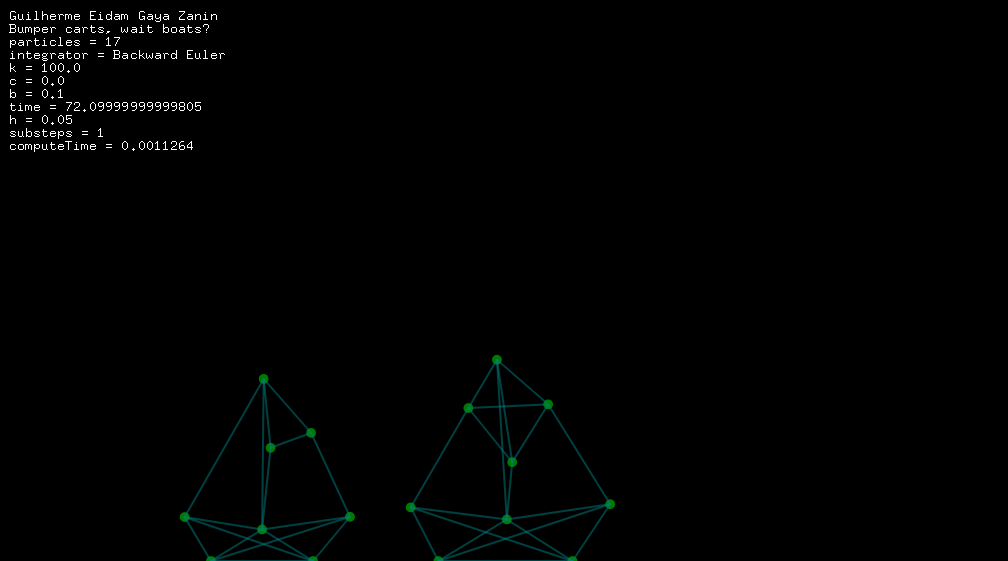 Guilherme Eidam Gaya Zanin
Bumper carts, wait boats?
particles = 17
integrator = Backward Euler
k = 100.0
c = 0.0
b = 0.1
time = 72.09999999999805
h = 0.05
substeps = 1
computeTime = 0.0011264